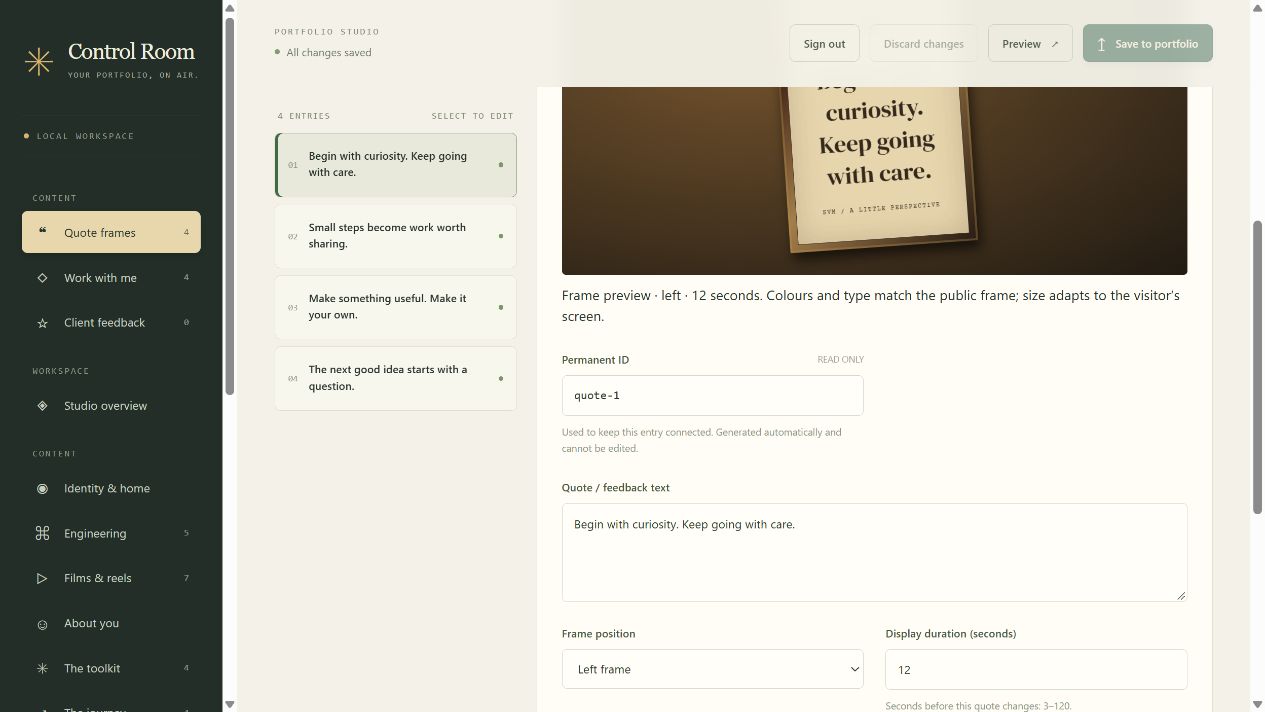 Control Room
YOUR PORTFOLIO, ON AIR.
LOCAL WORKSPACE
CONTENT
Quote frames 4
Work with me 4
Client feedback 0
WORKSPACE
Studio overview
CONTENT
Identity & home
Engineering 5
Films & reels 7
About you
The toolkit 4
PORTFOLIO STUDIO
All changes saved
Sign out
Discard changes
Preview ↗
Save to portfolio
4 ENTRIES SELECT TO EDIT
01 Begin with curiosity. Keep going
with care.
02 Small steps become work worth
sharing.
03 Make something useful. Make it
your own.
04 The next good idea starts with a
question.
curiosity.
Keep going
with care.
SVM / A LITTLE PERSPECTIVE
Frame preview · left · 12 seconds. Colours and type match the public frame; size adapts to the visitor's
screen.
Permanent ID READ ONLY
quote-1
Used to keep this entry connected. Generated automatically and
cannot be edited.
Quote / feedback text
Begin with curiosity. Keep going with care.
Frame position
Left frame
Display duration (seconds)
12
Seconds before this quote changes: 3–120.